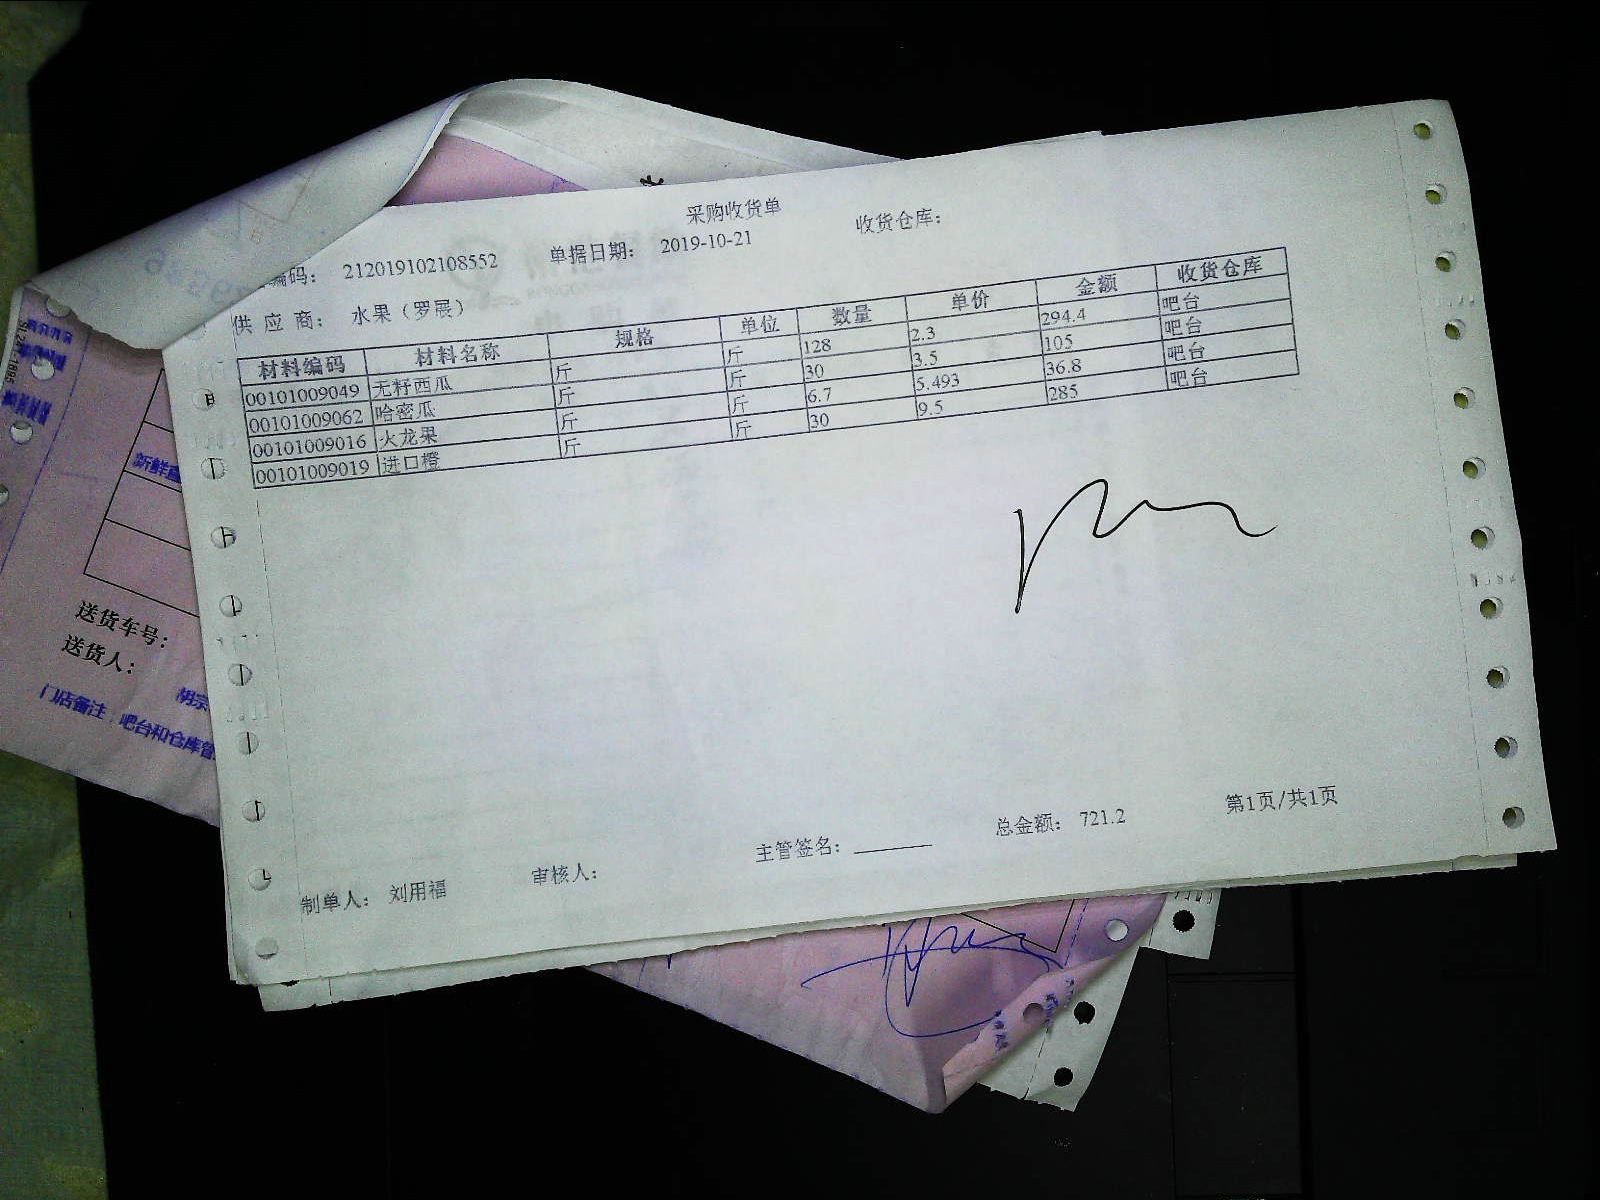 采购收货单
编码： 212019102108552 单据日期： 2019-10-21 收货仓库：
供 应 商： 水果（罗展）
材料编码 材料名称 规格 单位 数量 单价 金额 收货仓库
00101009049 无籽西瓜 斤 斤 128 2.3 294.4 吧台
00101009062 哈密瓜 斤 斤 30 3.5 105 吧台
00101009016 火龙果 斤 斤 6.7 5.493 36.8 吧台
00101009019 进口橙 斤 斤 30 9.5 285 吧台
制单人： 刘用福 审核人： 主管签名： 总金额： 721.2 第1页/共1页
新鲜
送货车号：
送货人：
胡宗
门店备注：吧台和仓库管